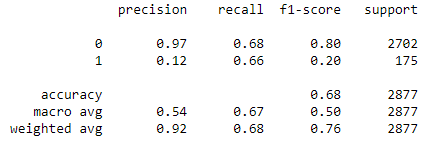 precision recall f1-score support
0 0.97 0.68 0.80 2702
1 0.12 0.66 0.20 175
accuracy 0.68 2877
macro avg 0.54 0.67 0.50 2877
weighted avg 0.92 0.68 0.76 2877